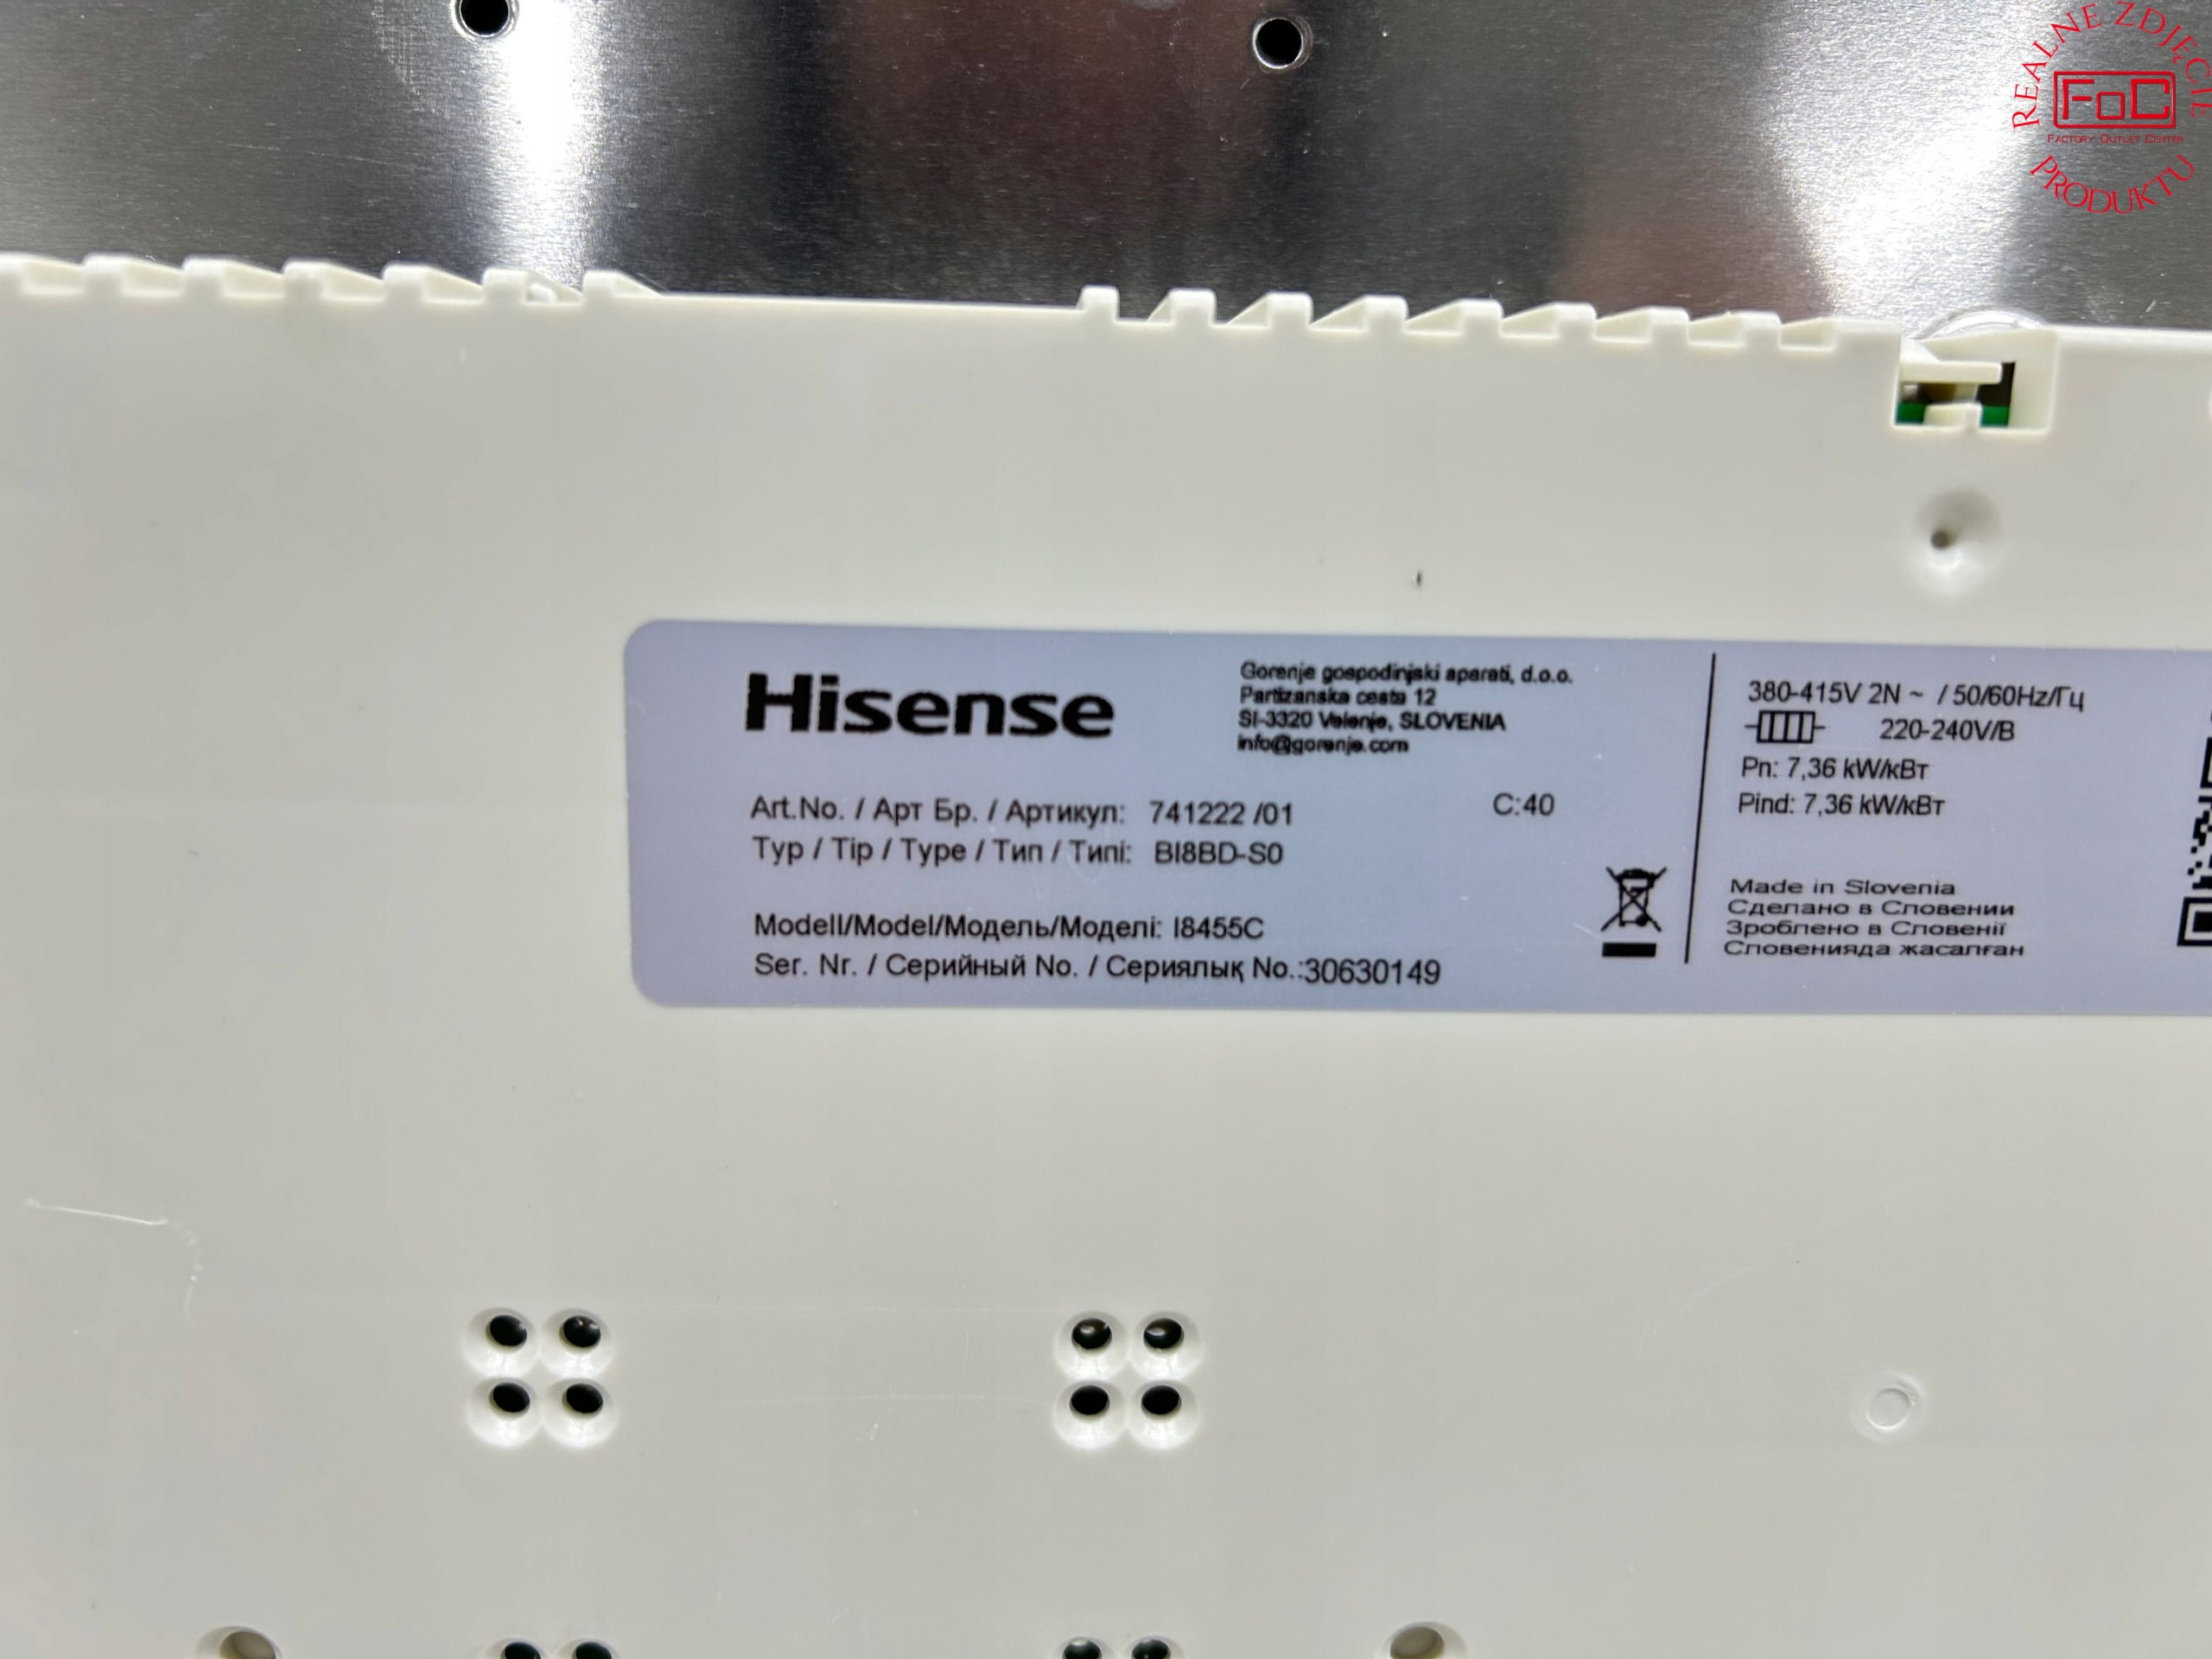 REALNE ZDJĘCIE
FOC
FACTORY OUTLET CENTER
PRODUKTU
Hisense
Gorenje gospodinjski aparati, d.o.o.
Partizanska cesta 12
SI-3320 Velenje, SLOVENIA
info@gorenje.com
Art.No. / Арт Бр. / Артикул: 741222 /01
C:40
Typ / Tip / Type / Тип / Типі: BI8BD-S0
Modell/Model/Модель/Моделі: I8455C
Ser. Nr. / Серийный No. / Сериялық No.:30630149
380-415V 2N ~ / 50/60Hz/Гц
220-240V/B
Pn: 7,36 kW/кВт
Pind: 7,36 kW/кВт
Made in Slovenia
Сделано в Словении
Зроблено в Словенії
Словенияда жасалған